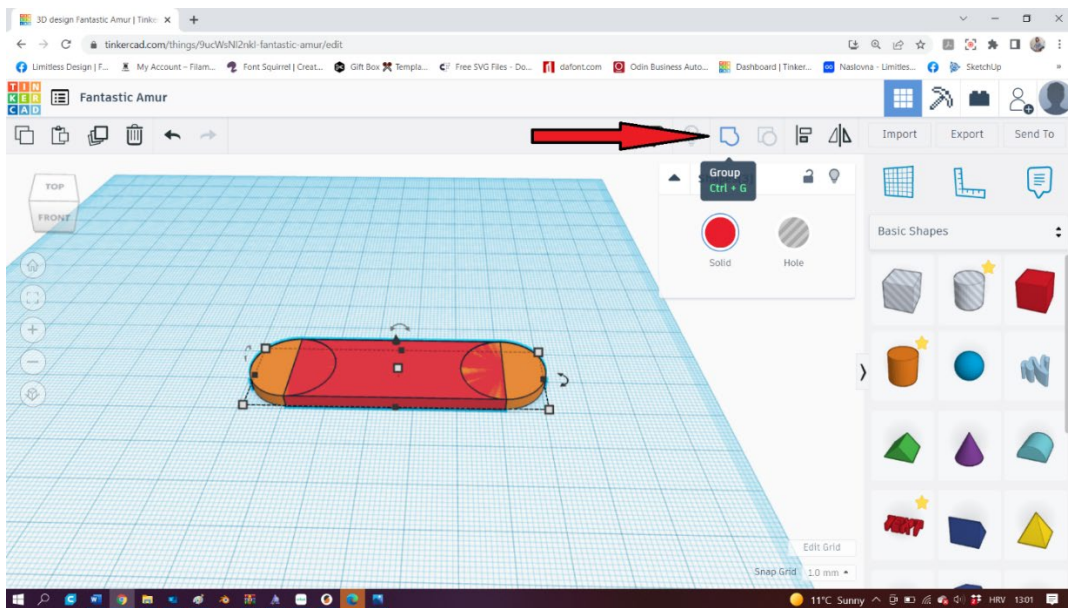 3D design Fantastic Amur | Tinker
tinkercad.com/things/9ucWsNl2nkl-fantastic-amur/edit
Limitless Design | F... My Account – Filam... Font Squirrel | Creat... Gift Box Templa... Free SVG Files - Do... dafont.com Odin Business Auto... Dashboard | Tinker... Naslovna - Limitles... SketchUp
TIN
KER
CAD
Fantastic Amur
Import Export Send To
Group
Ctrl + G
TOP
FRONT
Solid Hole
Basic Shapes
TEXT
Edit Grid
Snap Grid 1.0 mm
11°C Sunny HRV 13:01